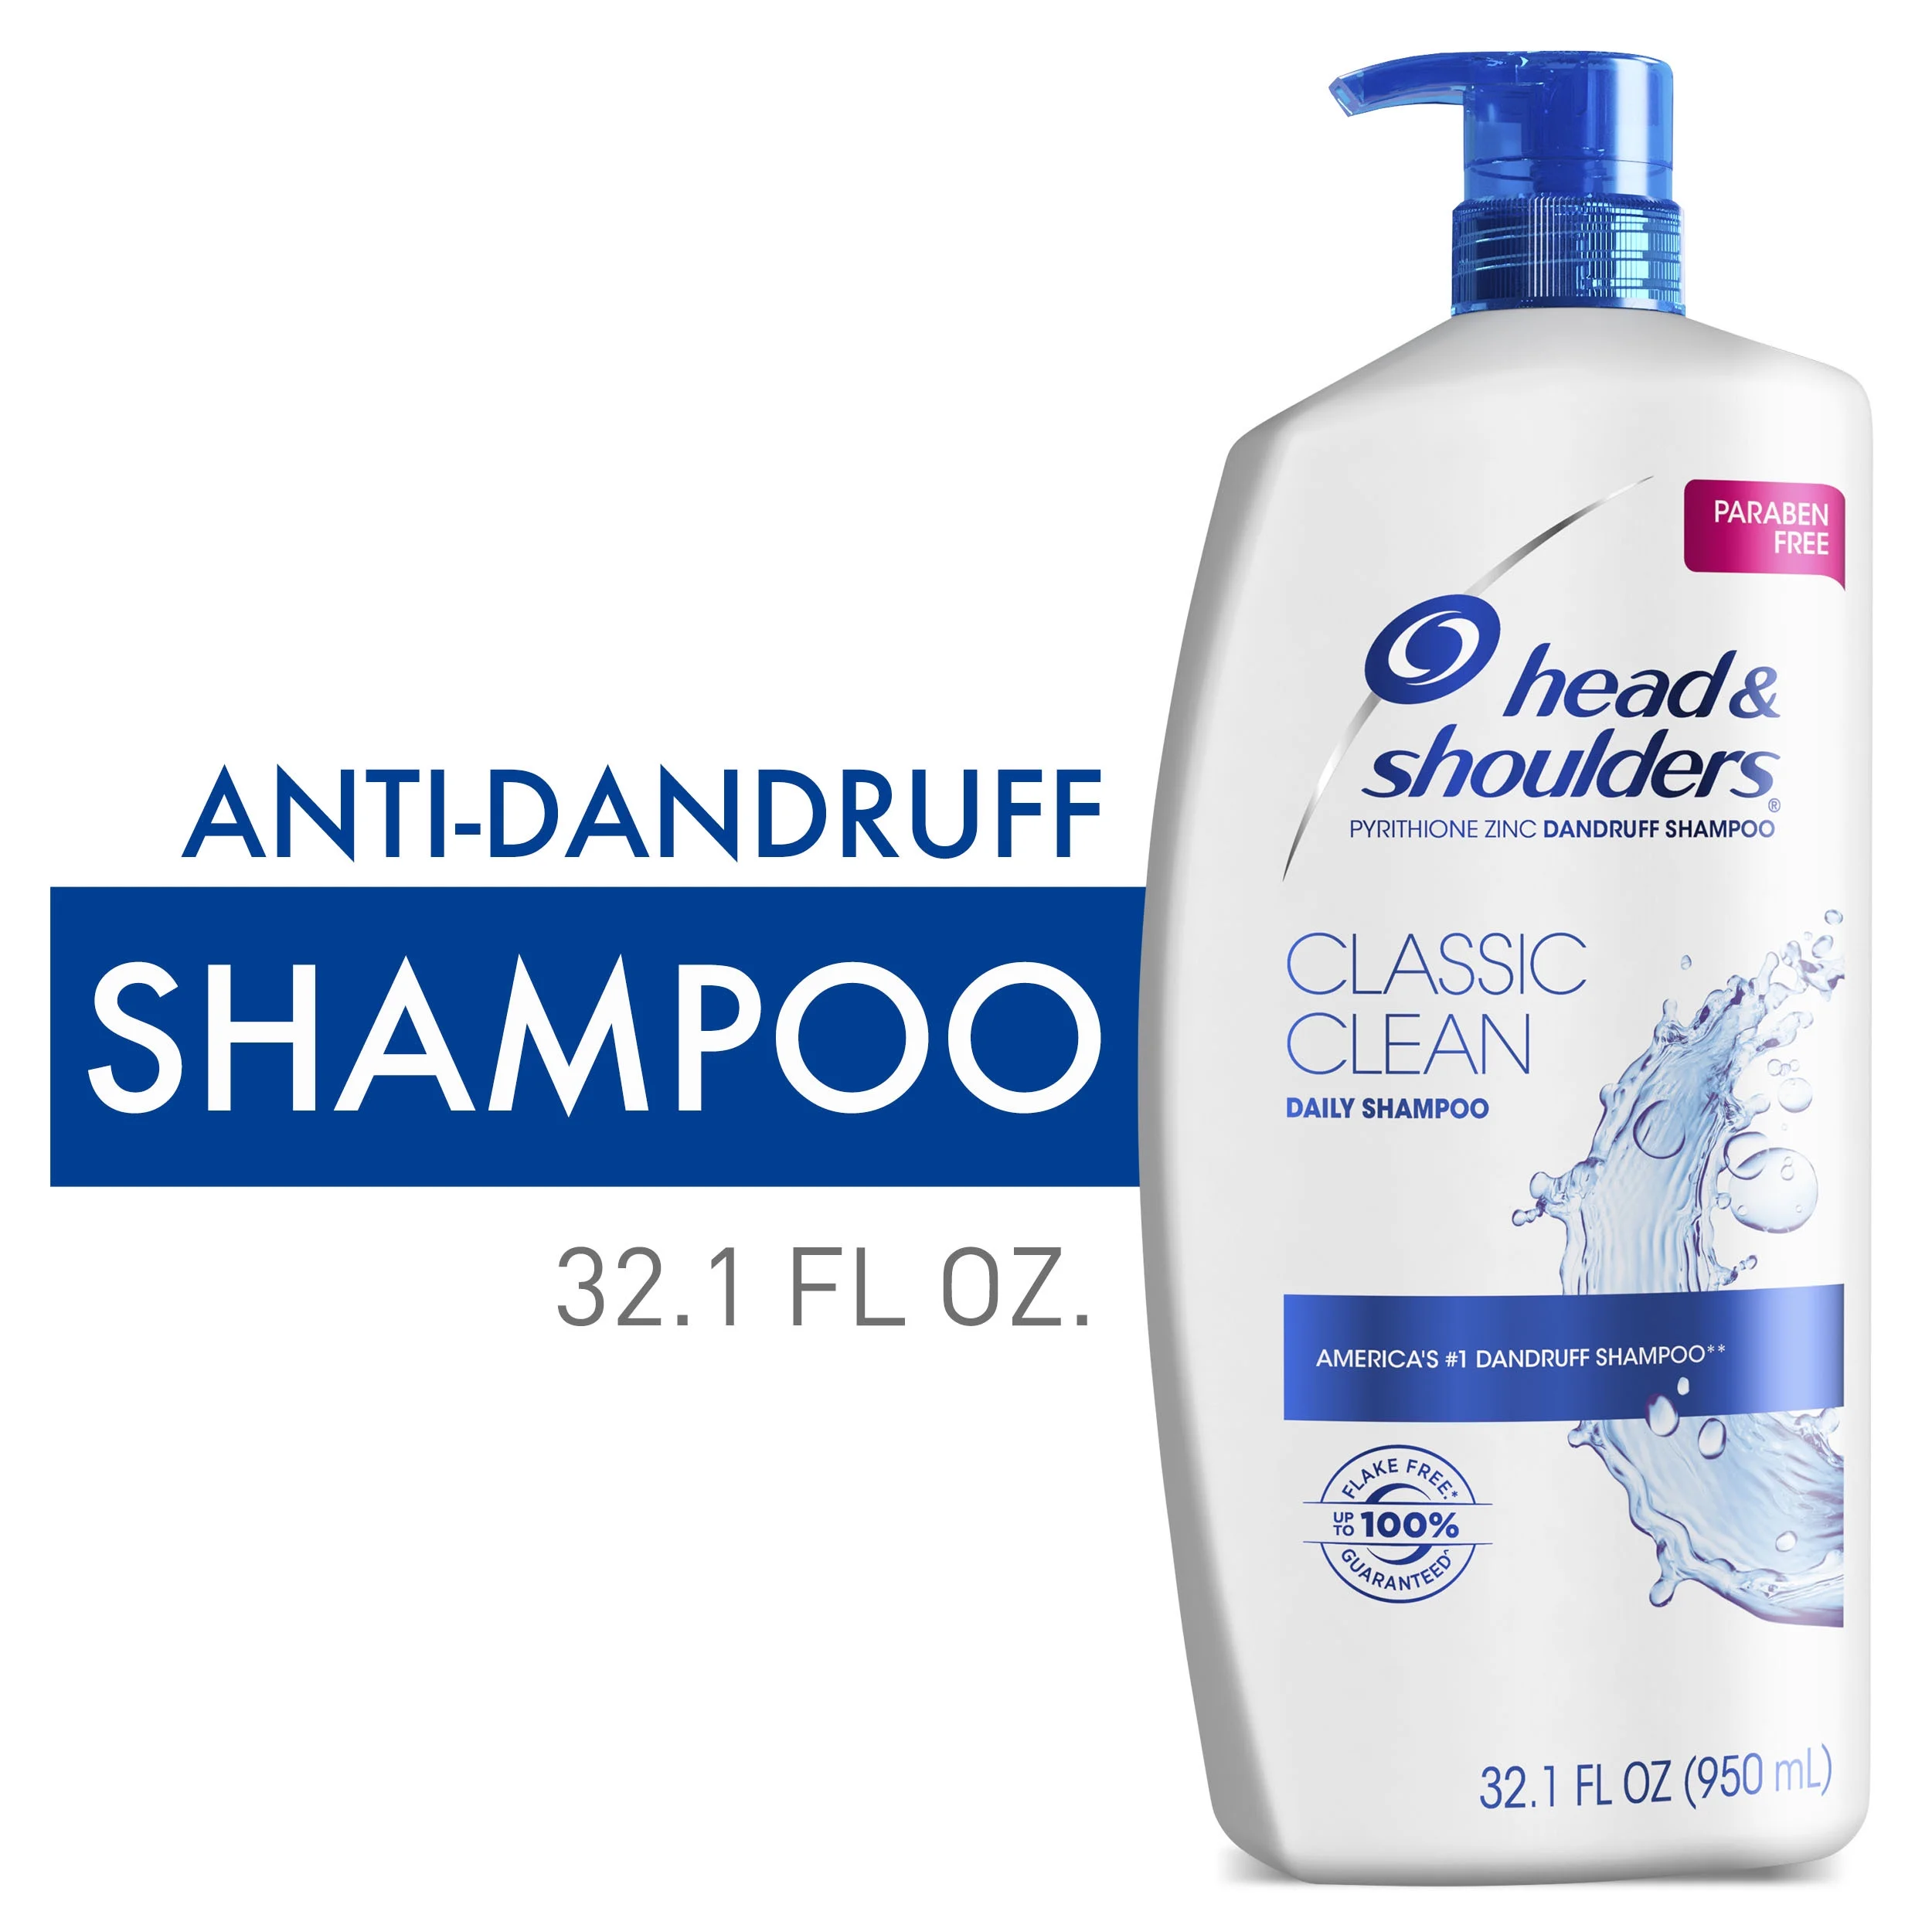 ANTI-DANDRUFF
SHAMPOO
32.1 FL OZ.
PARABEN
FREE
head &
shoulders®
PYRITHIONE ZINC DANDRUFF SHAMPOO
CLASSIC
CLEAN
DAILY SHAMPOO
AMERICA'S #1 DANDRUFF SHAMPOO**
FLAKE FREE.*
UP TO 100%
GUARANTEED^
32.1 FL OZ (950 mL)